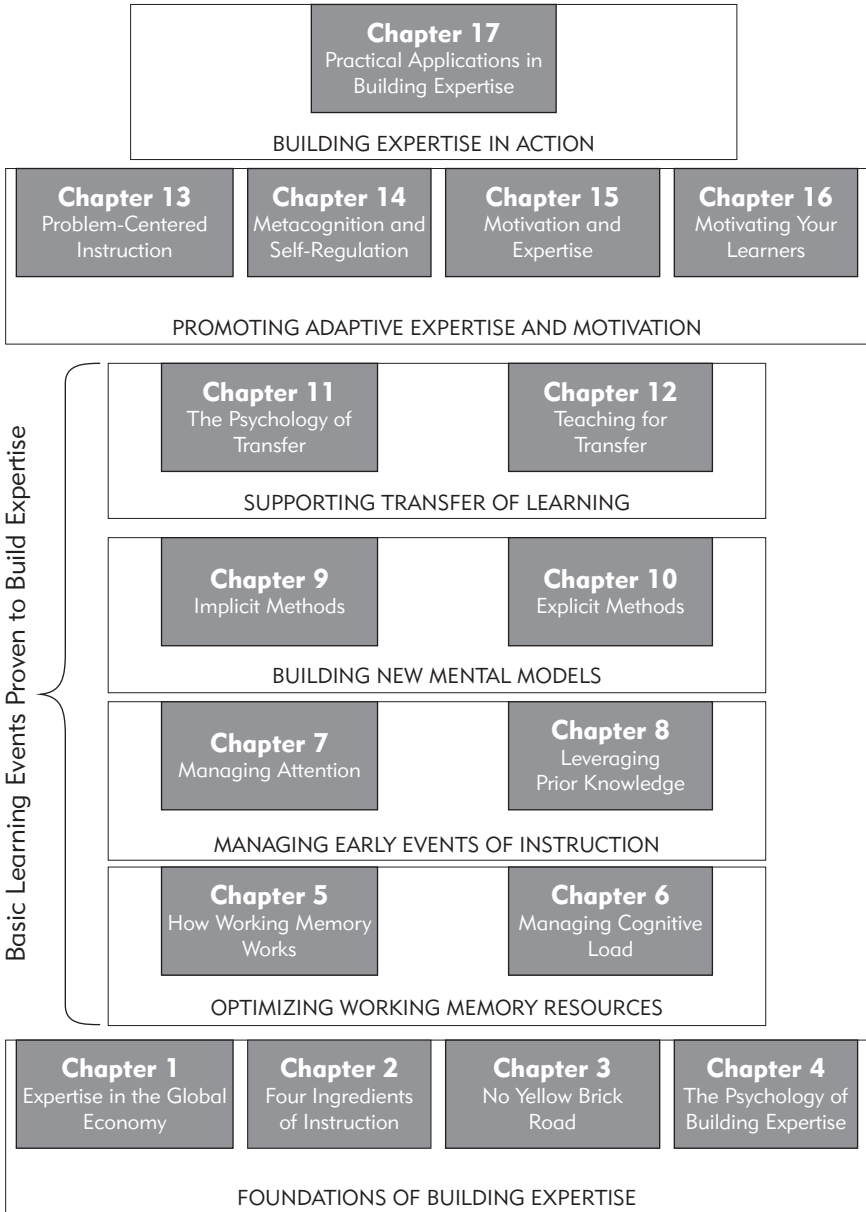 Chapter 17
Practical Applications in
Building Expertise
BUILDING EXPERTISE IN ACTION
Chapter 13
Problem-Centered
Instruction
Chapter 14
Metacognition and
Self-Regulation
Chapter 15
Motivation and
Expertise
Chapter 16
Motivating Your
Learners
PROMOTING ADAPTIVE EXPERTISE AND MOTIVATION
Basic Learning Events Proven to Build Expertise
Chapter 11
The Psychology of
Transfer
Chapter 12
Teaching for
Transfer
SUPPORTING TRANSFER OF LEARNING
Chapter 9
Implicit Methods
Chapter 10
Explicit Methods
BUILDING NEW MENTAL MODELS
Chapter 7
Managing Attention
Chapter 8
Leveraging
Prior Knowledge
MANAGING EARLY EVENTS OF INSTRUCTION
Chapter 5
How Working Memory
Works
Chapter 6
Managing Cognitive
Load
OPTIMIZING WORKING MEMORY RESOURCES
Chapter 1
Expertise in the Global
Economy
Chapter 2
Four Ingredients
of Instruction
Chapter 3
No Yellow Brick
Road
Chapter 4
The Psychology of
Building Expertise
FOUNDATIONS OF BUILDING EXPERTISE